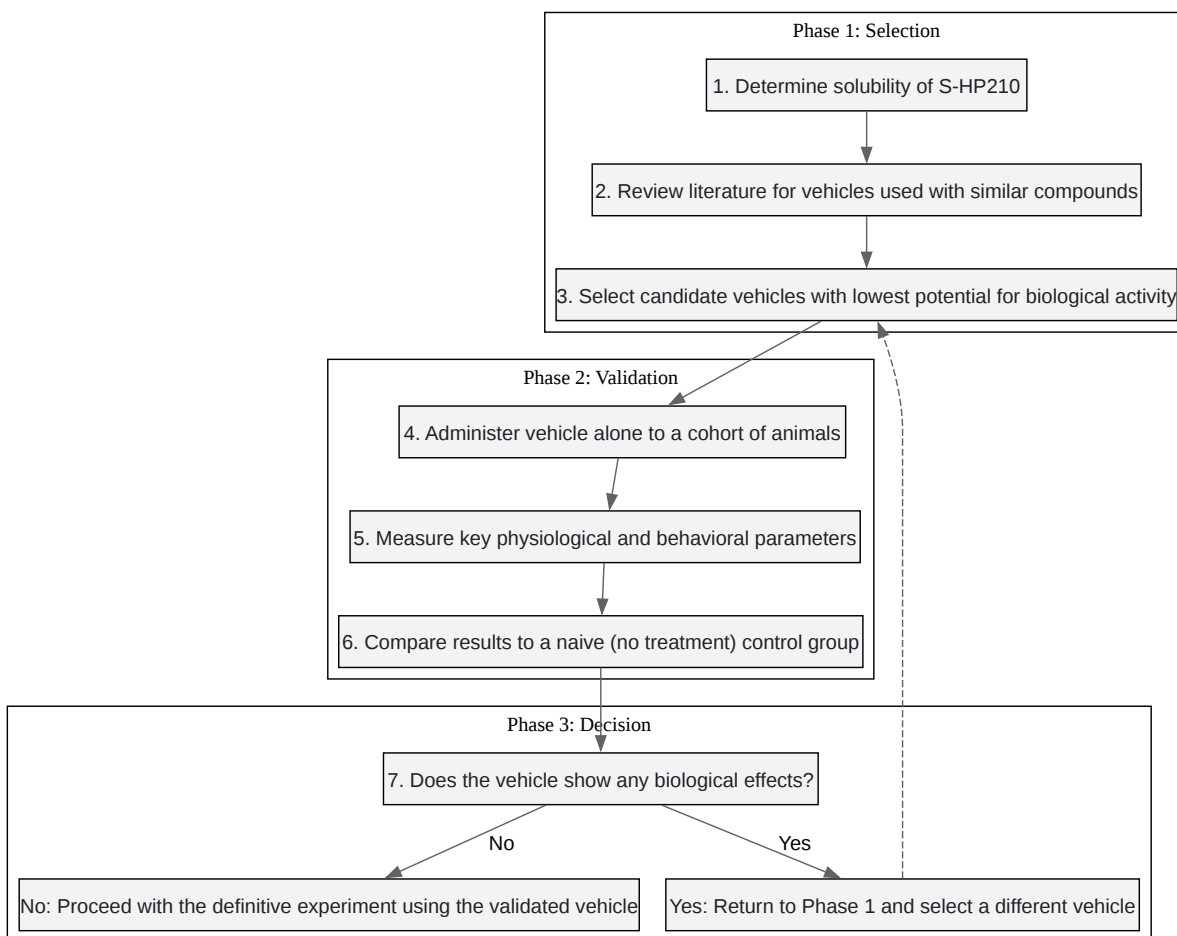 Phase 1: Selection
1. Determine solubility of S-HP210
2. Review literature for vehicles used with similar compounds
3. Select candidate vehicles with lowest potential for biological activity
Phase 2: Validation
4. Administer vehicle alone to a cohort of animals
5. Measure key physiological and behavioral parameters
6. Compare results to a naive (no treatment) control group
Phase 3: Decision
7. Does the vehicle show any biological effects?
No
Yes
No: Proceed with the definitive experiment using the validated vehicle
Yes: Return to Phase 1 and select a different vehicle